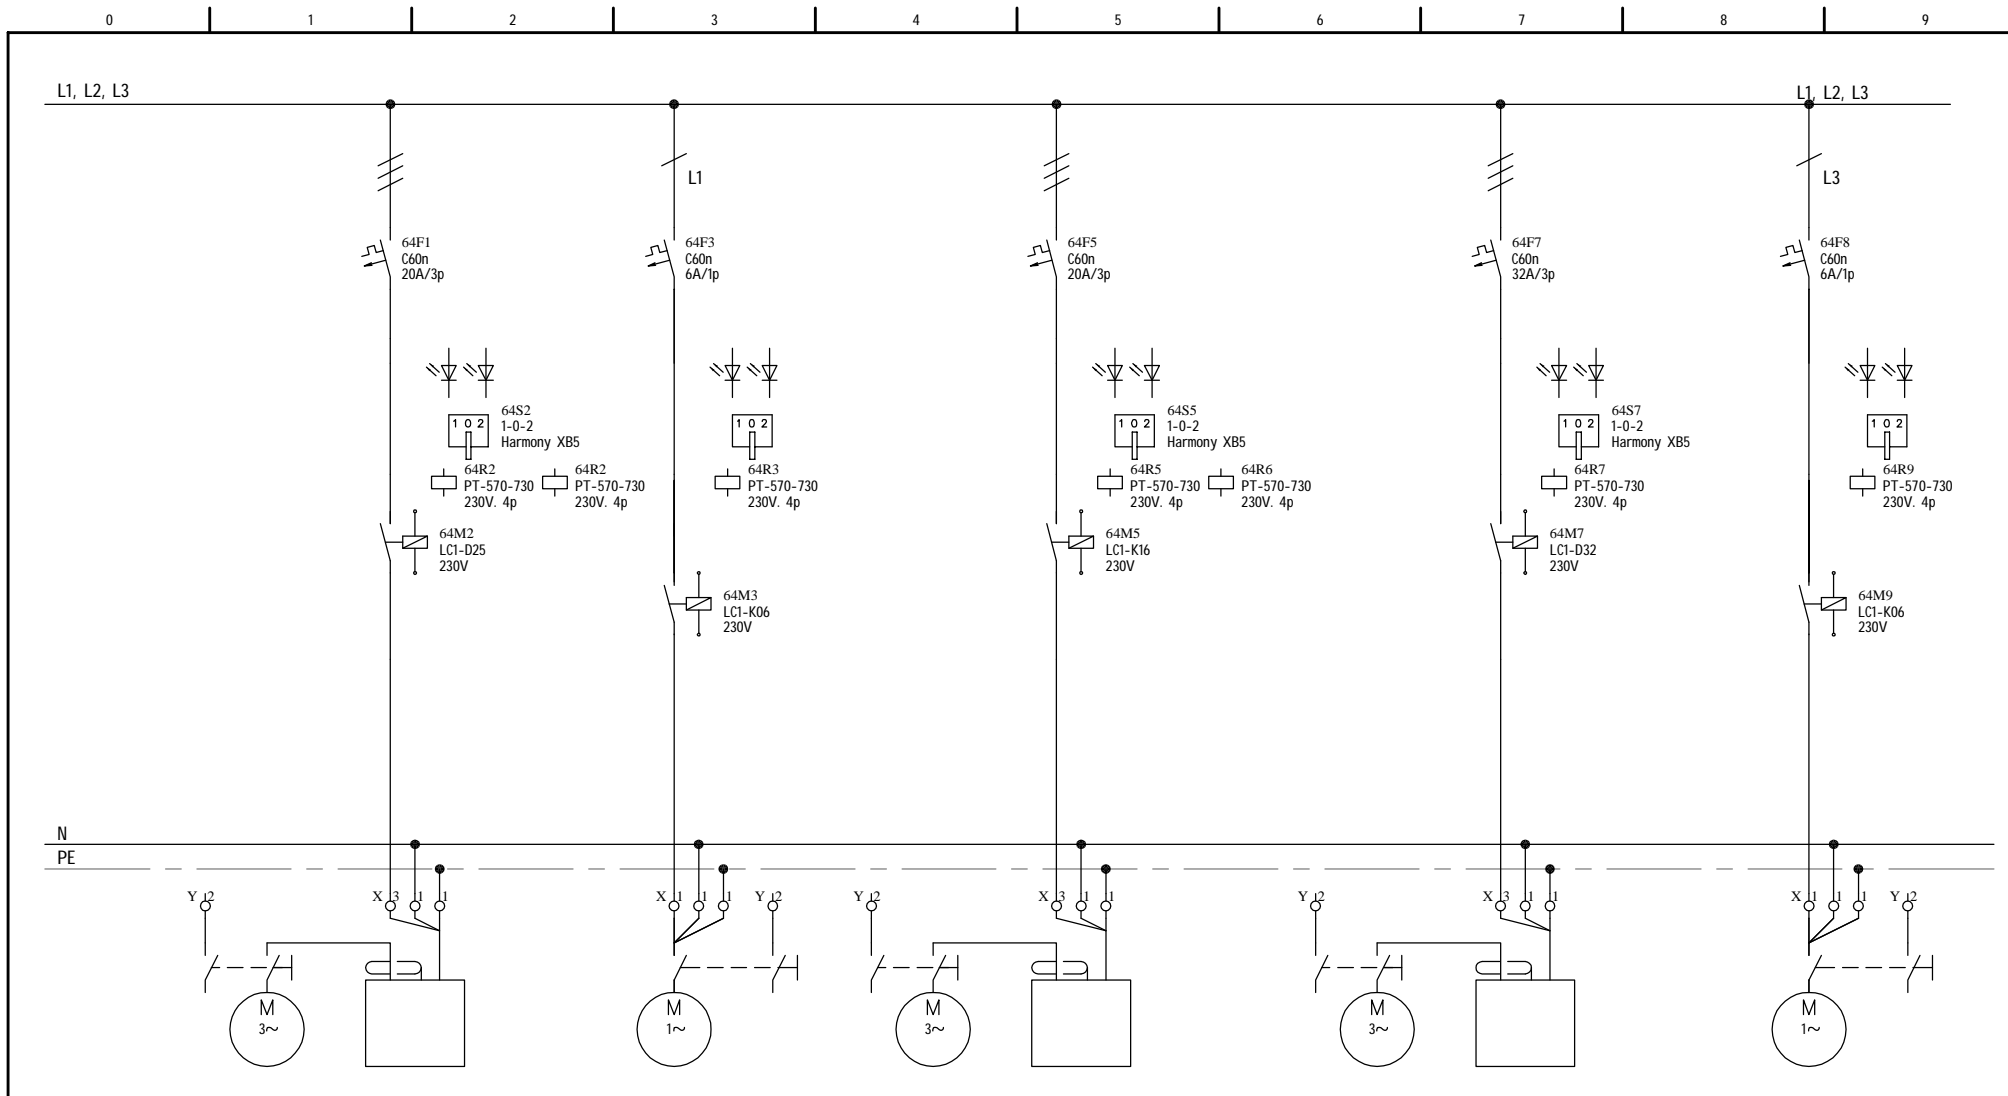 0 1 2 3 4 5 6 7 8 9
L1, L2, L3
L1, L2, L3
L1
L3
64F1
C60n
20A/3p
64F3
C60n
6A/1p
64F5
C60n
20A/3p
64F7
C60n
32A/3p
64F8
C60n
6A/1p
1 0 2
64S2
1-0-2
Harmony XB5
1 0 2
1 0 2
64S5
1-0-2
Harmony XB5
1 0 2
64S7
1-0-2
Harmony XB5
1 0 2
64R2
PT-570-730
230V. 4p
64R2
PT-570-730
230V. 4p
64R3
PT-570-730
230V. 4p
64R5
PT-570-730
230V. 4p
64R6
PT-570-730
230V. 4p
64R7
PT-570-730
230V. 4p
64R9
PT-570-730
230V. 4p
64M2
LC1-D25
230V
64M3
LC1-K06
230V
64M5
LC1-K16
230V
64M7
LC1-D32
230V
64M9
LC1-K06
230V
N
PE
Y 2 X 3 1 1 X 1 1 1 Y 2 Y 2 X 3 1 1 Y 2 X 3 1 1 X 1 1 1 Y 2
M
3~
M
1~
M
3~
M
3~
M
1~